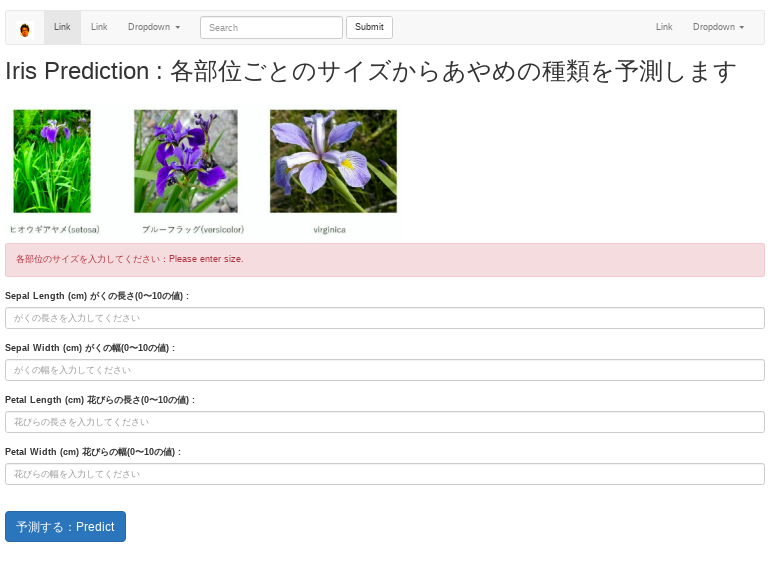 Link Link Dropdown Search Submit Link Dropdown
Iris Prediction : 各部位ごとのサイズからあやめの種類を予測します
ヒオウギアヤメ(setosa) ブルーフラッグ(versicolor) virginica
各部位のサイズを入力してください：Please enter size.
Sepal Length (cm) がくの長さ(0〜10の値) :
がくの長さを入力してください
Sepal Width (cm) がくの幅(0〜10の値) :
がくの幅を入力してください
Petal Length (cm) 花びらの長さ(0〜10の値) :
花びらの長さを入力してください
Petal Width (cm) 花びらの幅(0〜10の値) :
花びらの幅を入力してください
予測する：Predict